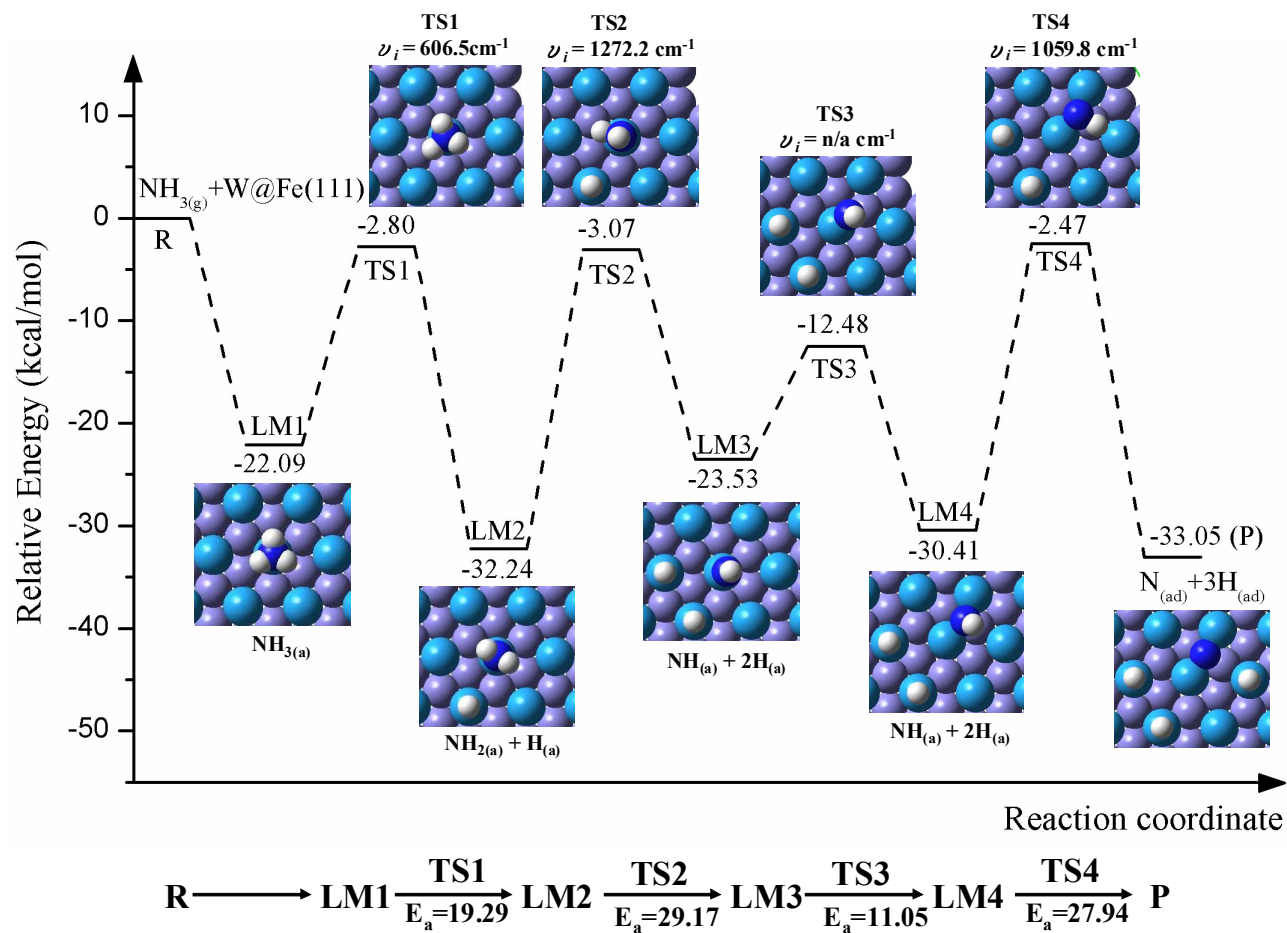 TS1
υi = 606.5cm-1
TS2
υi = 1272.2 cm-1
TS4
υi = 1059.8 cm-1
TS3
υi = n/a cm-1
10
0
-10
-20
-30
-40
-50
Relative Energy (kcal/mol)
NH3(g)+W@Fe(111)
R
-2.80
TS1
-3.07
TS2
-12.48
TS3
-2.47
TS4
LM1
-22.09
NH3(a)
LM2
-32.24
NH2(a) + H(a)
LM3
-23.53
NH(a) + 2H(a)
LM4
-30.41
NH(a) + 2H(a)
-33.05 (P)
N(ad)+3H(ad)
Reaction coordinate
R LM1 TS1 Ea=19.29 LM2 TS2 Ea=29.17 LM3 TS3 Ea=11.05 LM4 TS4 Ea=27.94 P